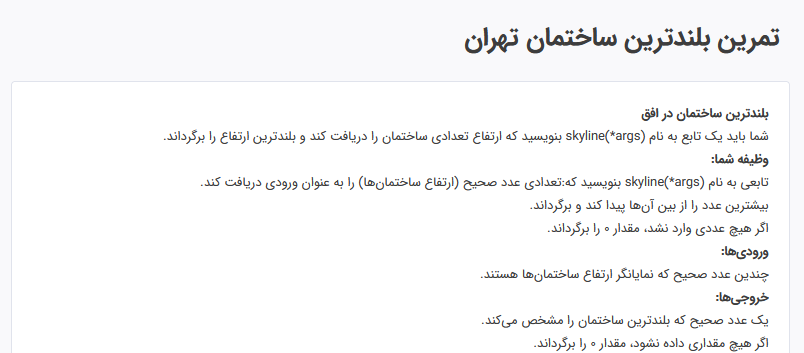 تمرین بلندترین ساختمان تهران
بلندترین ساختمان در افق
شما باید یک تابع به نام skyline(*args) بنویسید که ارتفاع تعدادی ساختمان را دریافت کند و بلندترین ارتفاع را برگرداند.
وظیفه شما:
تابعی به نام skyline(*args) بنویسید که:تعدادی عدد صحیح (ارتفاع ساختمان‌ها) را به عنوان ورودی دریافت کند.
بیشترین عدد را از بین آن‌ها پیدا کند و برگرداند.
اگر هیچ عددی وارد نشد، مقدار ۰ را برگرداند.
ورودی‌ها:
چندین عدد صحیح که نمایانگر ارتفاع ساختمان‌ها هستند.
خروجی‌ها:
یک عدد صحیح که بلندترین ساختمان را مشخص می‌کند.
اگر هیچ مقداری داده نشود، مقدار ۰ را برگرداند.